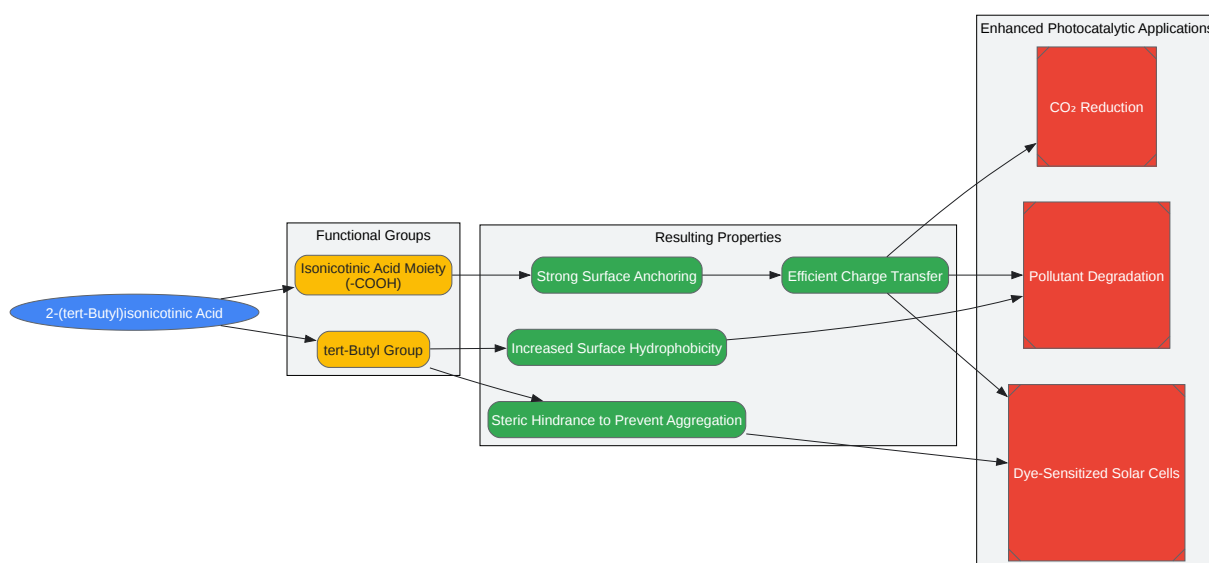 Enhanced Photocatalytic Applications
CO₂ Reduction
Functional Groups
Resulting Properties
Isonicotinic Acid Moiety
(-COOH)
Strong Surface Anchoring
Efficient Charge Transfer
Pollutant Degradation
2-(tert-Butyl)isonicotinic Acid
tert-Butyl Group
Increased Surface Hydrophobicity
Steric Hindrance to Prevent Aggregation
Dye-Sensitized Solar Cells